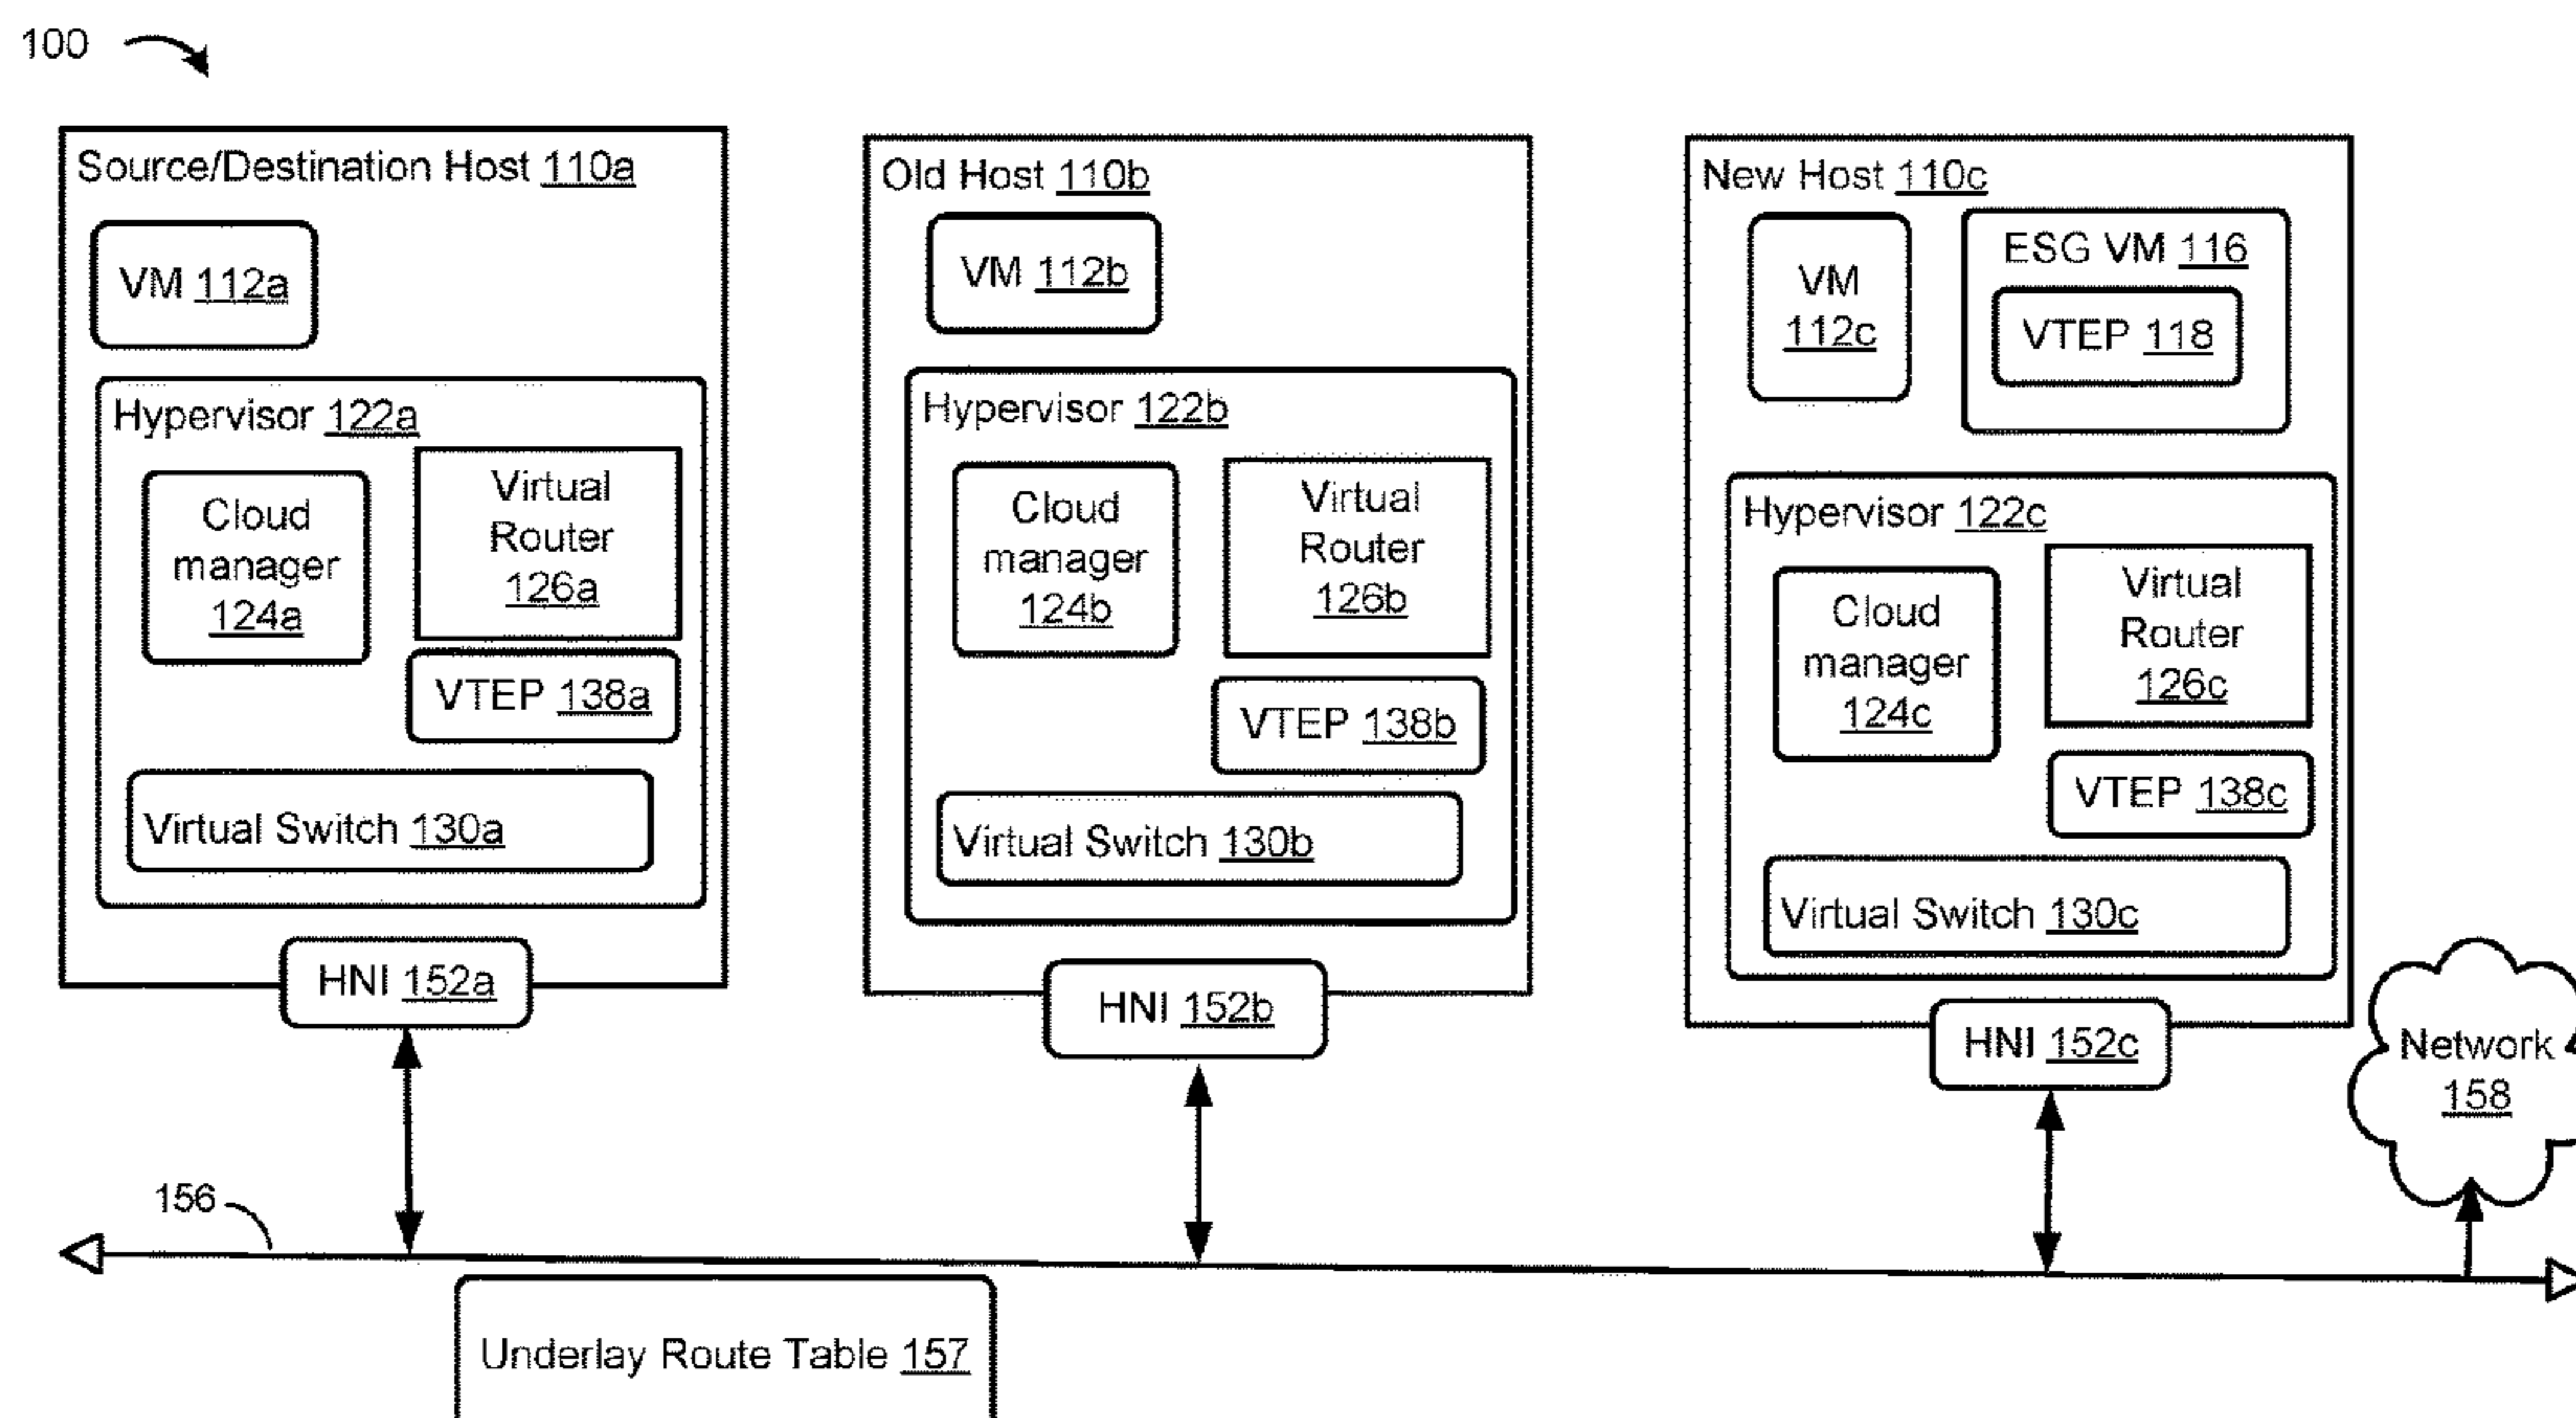 100
Source/Destination Host 110a
VM 112a
Hypervisor 122a
Cloud
manager
124a
Virtual
Router
126a
VTEP 138a
Virtual Switch 130a
HNI 152a
Old Host 110b
VM 112b
Hypervisor 122b
Cloud
manager
124b
Virtual
Router
126b
VTEP 138b
Virtual Switch 130b
HNI 152b
New Host 110c
VM
112c
ESG VM 116
VTEP 118
Hypervisor 122c
Cloud
manager
124c
Virtual
Router
126c
VTEP 138c
Virtual Switch 130c
HNI 152c
Network
158
156
Underlay Route Table 157